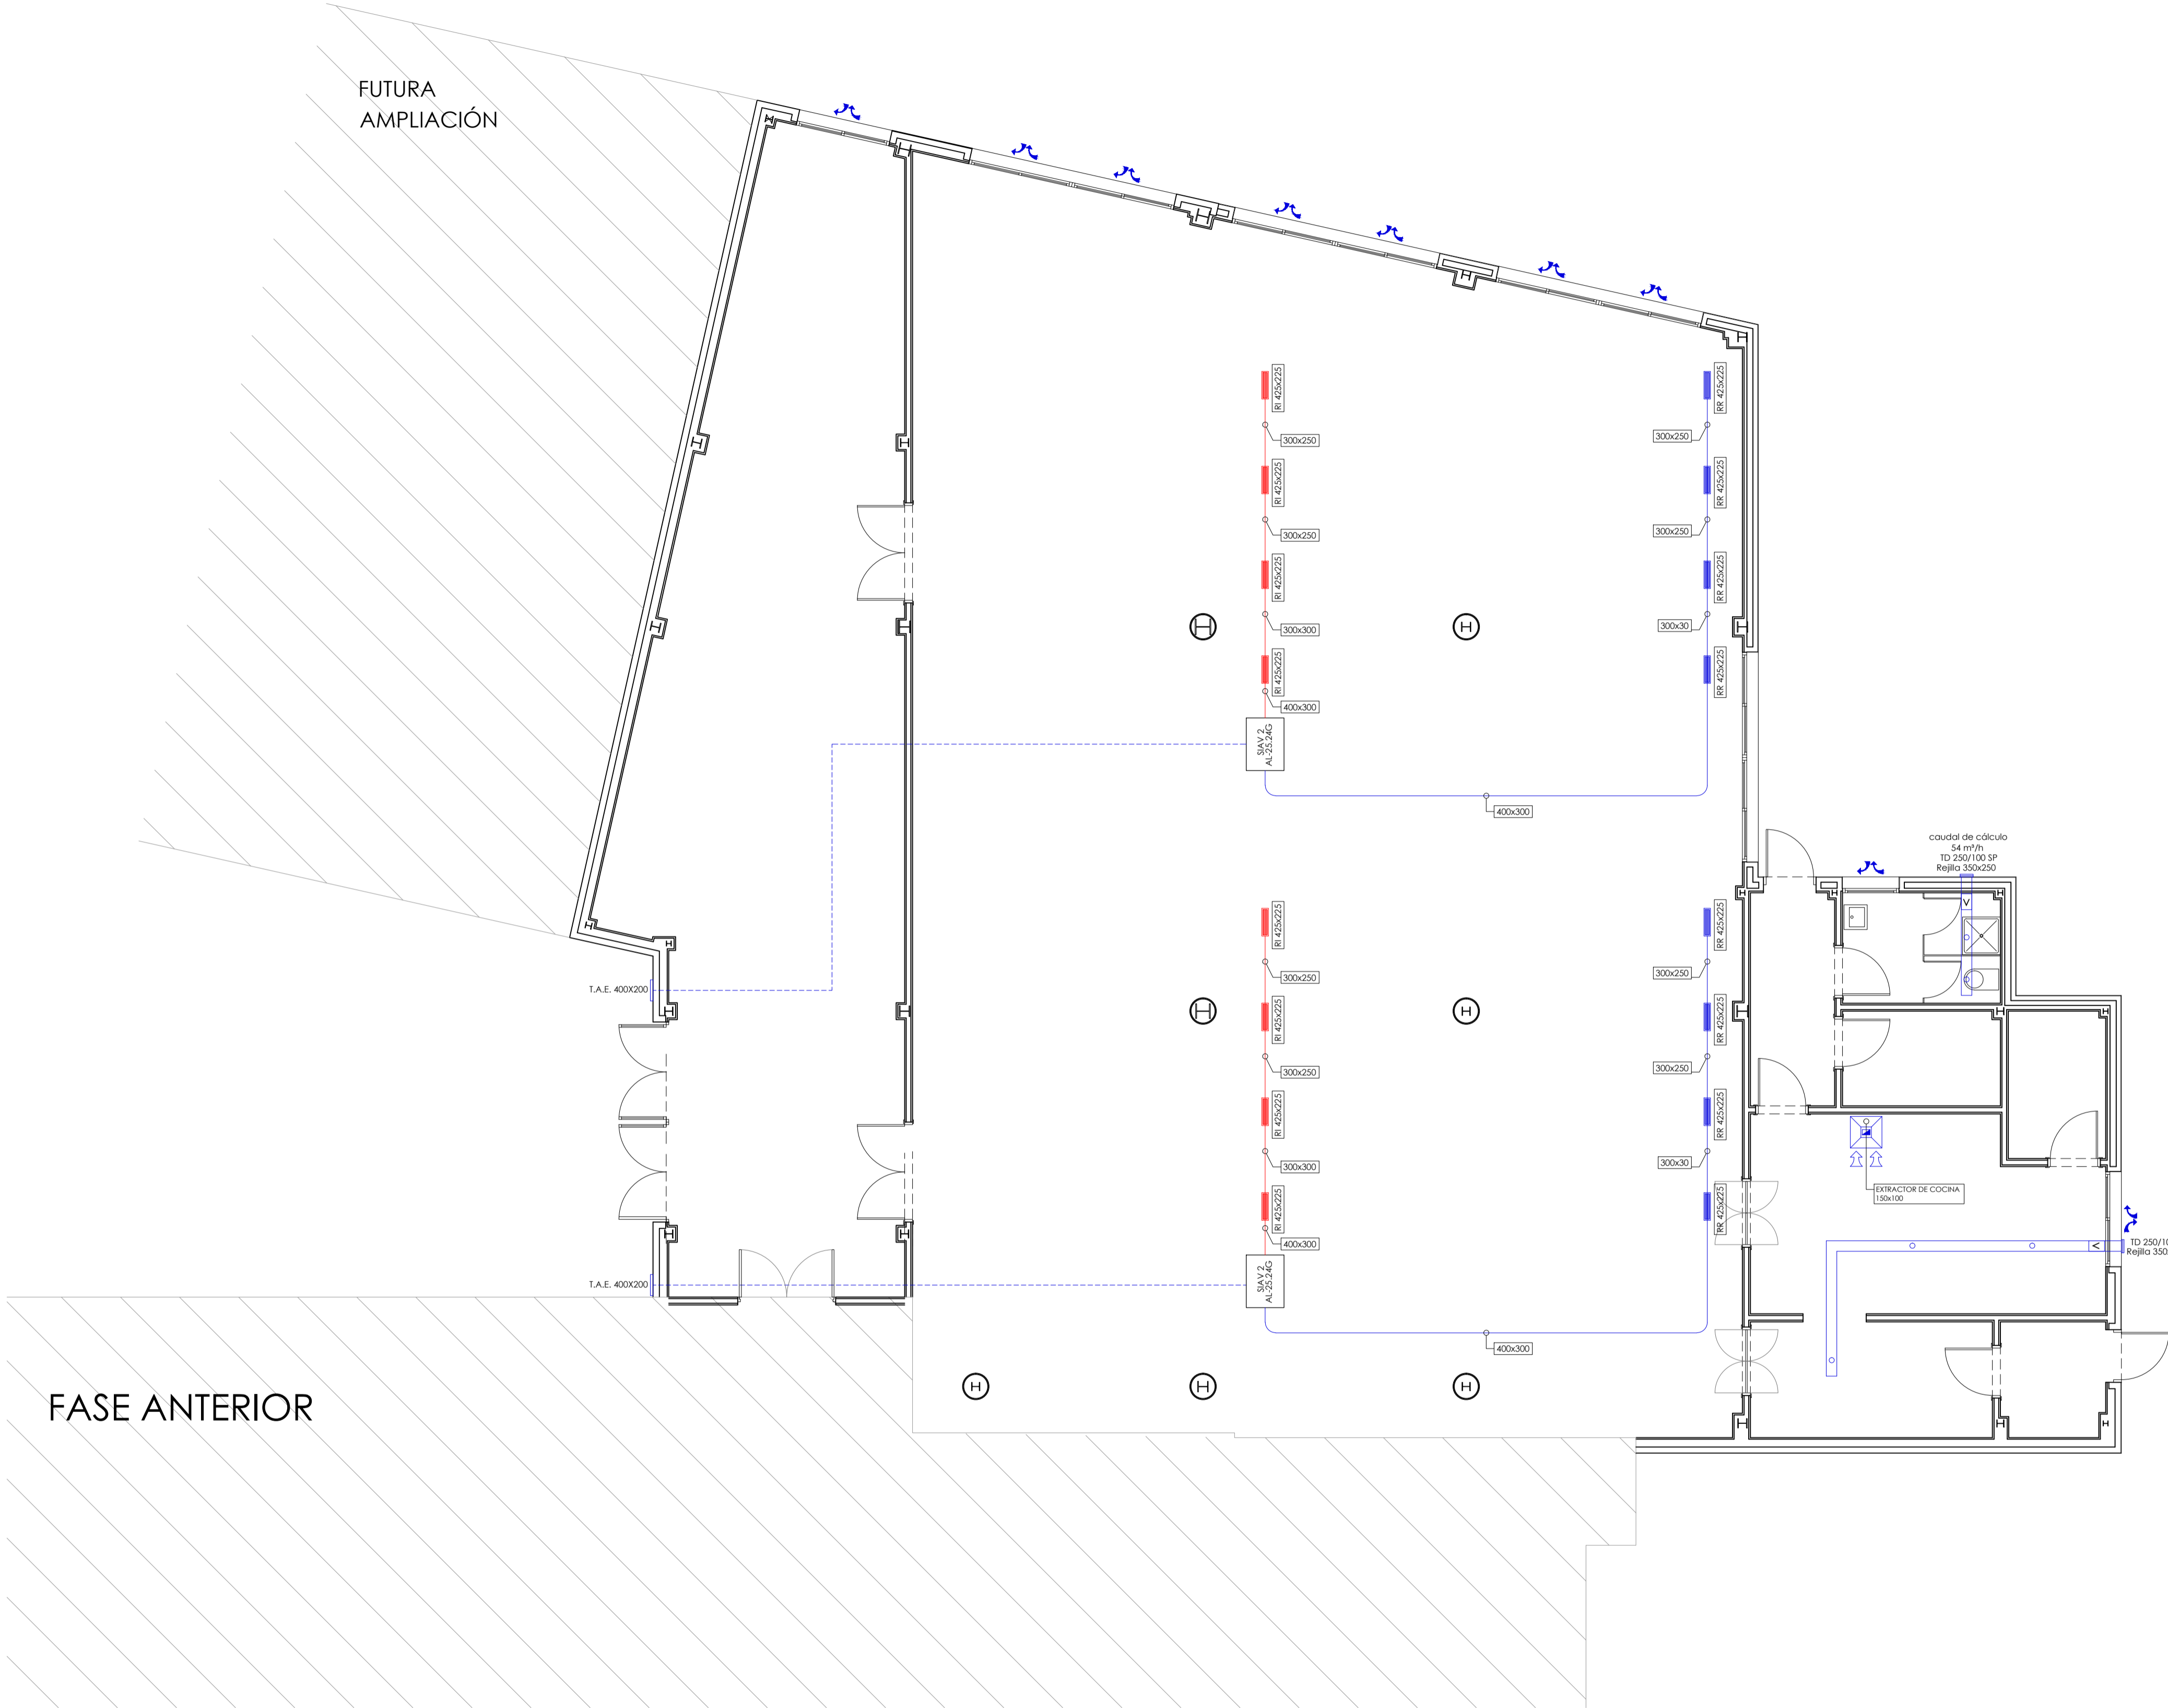 FUTURA
AMPLIACIÓN
RI 425x225
RR 425x225
300x250
300x250
RI 425x225
RR 425x225
300x250
300x250
RI 425x225
RR 425x225
300x300
300x30
RI 425x225
RR 425x225
400x300
SIAV 2
AL-25.24G
400x300
caudal de cálculo
54 m³/h
TD 250/100 SP
Rejilla 350x250
RI 425x225
RR 425x225
300x250
300x250
T.A.E. 400X200
RI 425x225
RR 425x225
300x250
300x250
RI 425x225
RR 425x225
300x300
300x30
EXTRACTOR DE COCINA
150x100
RI 425x225
RR 425x225
400x300
TD 250/10
Rejilla 350
T.A.E. 400X200
SIAV 2
AL-25.24G
400x300
FASE ANTERIOR